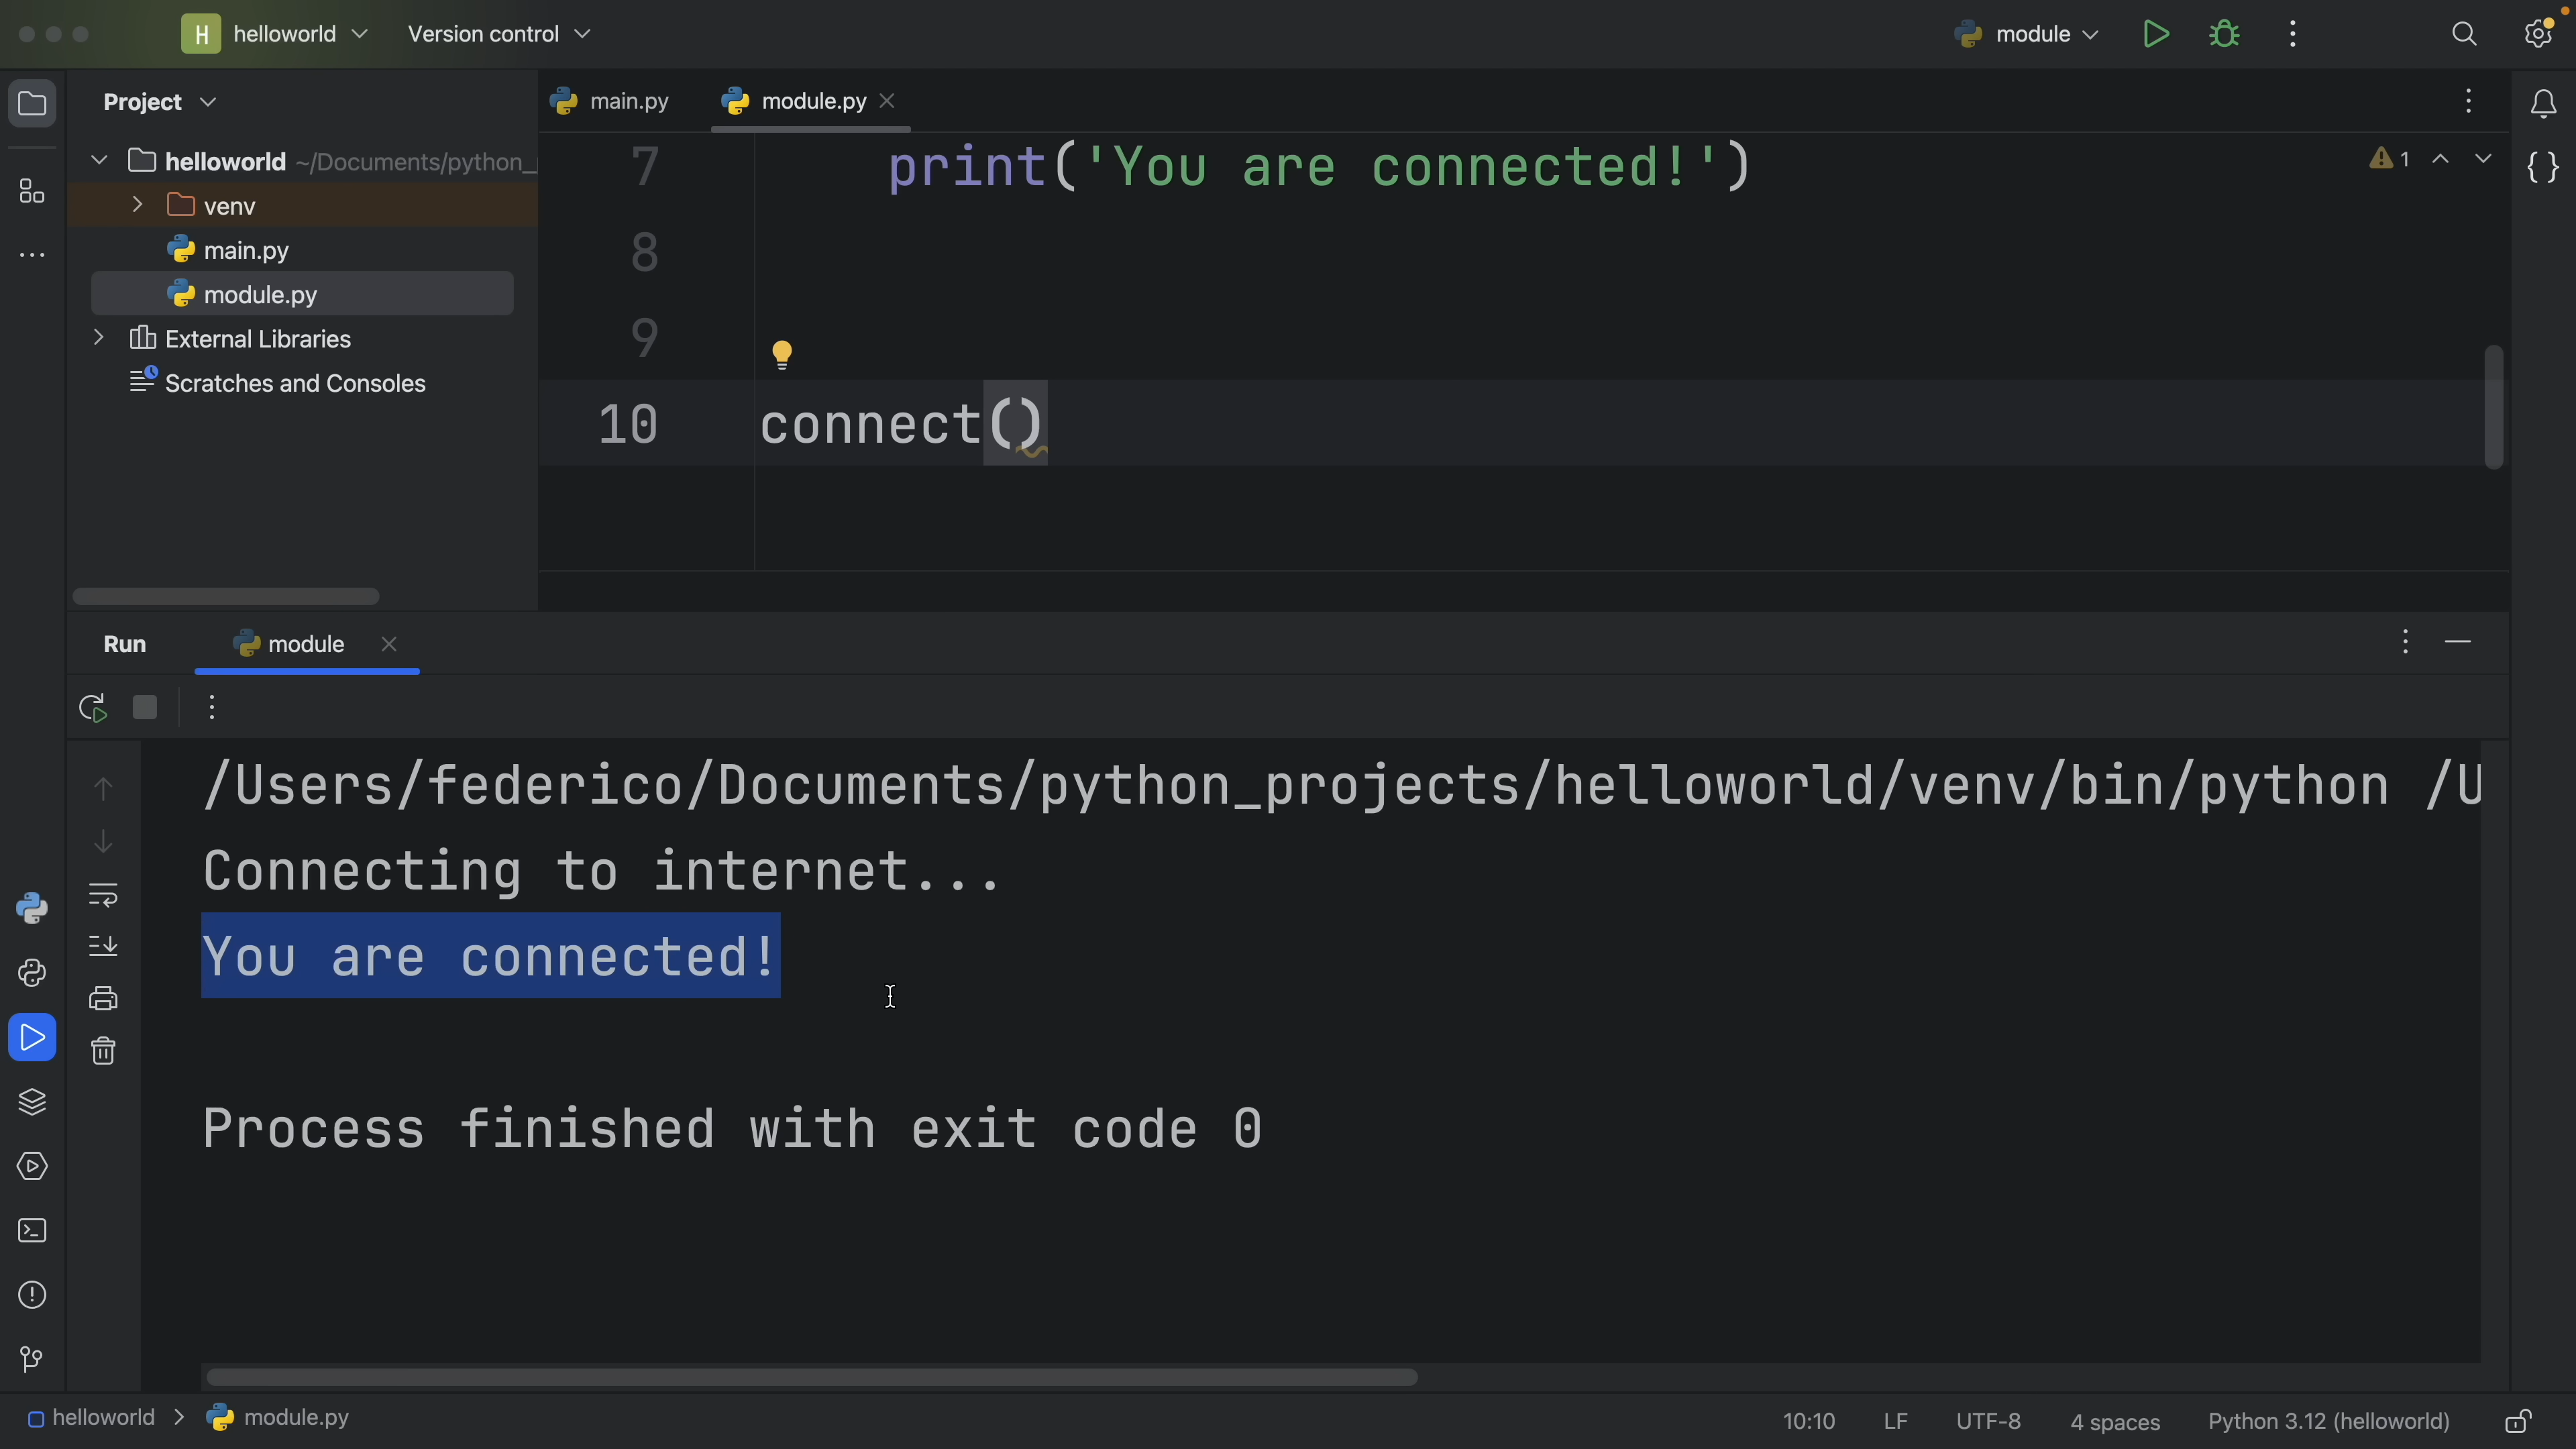 H helloworld Version control module
Project
main.py module.py
helloworld ~/Documents/python_
venv
main.py
module.py
External Libraries
Scratches and Consoles
7 print('You are connected!')
1
8
9
10 connect()
Run module
/Users/federico/Documents/python_projects/helloworld/venv/bin/python /U
Connecting to internet...
You are connected!
Process finished with exit code 0
helloworld > module.py 10:10 LF UTF-8 4 spaces Python 3.12 (helloworld)